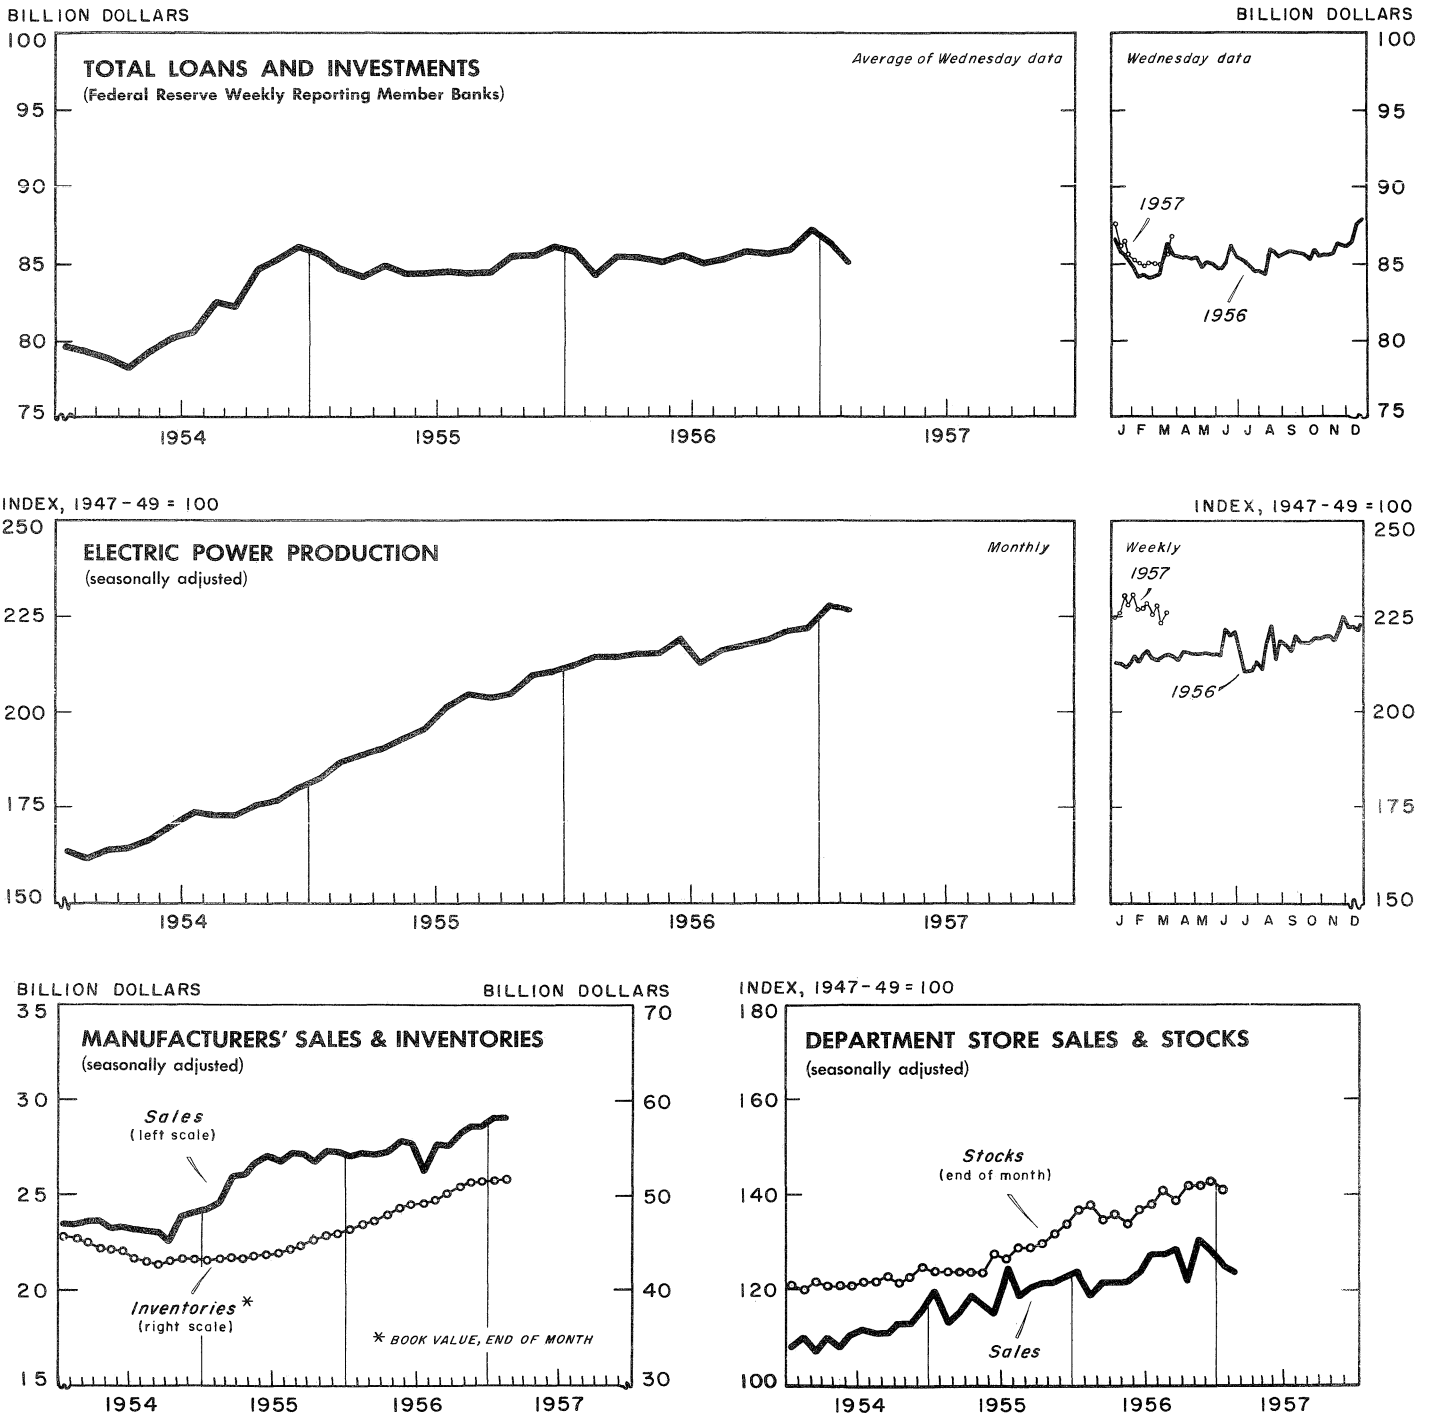 BILLION DOLLARS
BILLION DOLLARS
100
95
90
85
80
75
TOTAL LOANS AND INVESTMENTS
(Federal Reserve Weekly Reporting Member Banks)
Average of Wednesday data
1954
1955
1956
1957
Wednesday data
1957
1956
100
95
90
85
80
75
J F M A M J J A S O N D
INDEX, 1947-49 = 100
INDEX, 1947-49 = 100
250
225
200
175
150
ELECTRIC POWER PRODUCTION
(seasonally adjusted)
Monthly
1954
1955
1956
1957
Weekly
1957
1956
250
225
200
175
150
J F M A M J J A S O N D
BILLION DOLLARS
BILLION DOLLARS
35
30
25
20
15
MANUFACTURERS' SALES & INVENTORIES
(seasonally adjusted)
Sales
(left scale)
Inventories *
(right scale)
* BOOK VALUE, END OF MONTH
70
60
50
40
30
1954
1955
1956
1957
INDEX, 1947-49 = 100
180
160
140
120
100
DEPARTMENT STORE SALES & STOCKS
(seasonally adjusted)
Stocks
(end of month)
Sales
1954
1955
1956
1957